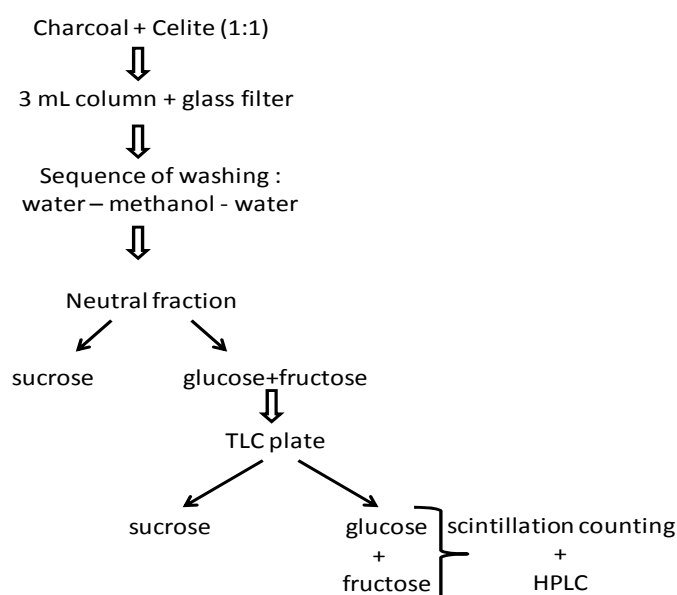 Charcoal + Celite (1:1)
3 mL column + glass filter
Sequence of washing :
water – methanol - water
Neutral fraction
sucrose
glucose+fructose
TLC plate
sucrose
glucose
+
fructose
scintillation counting
+
HPLC